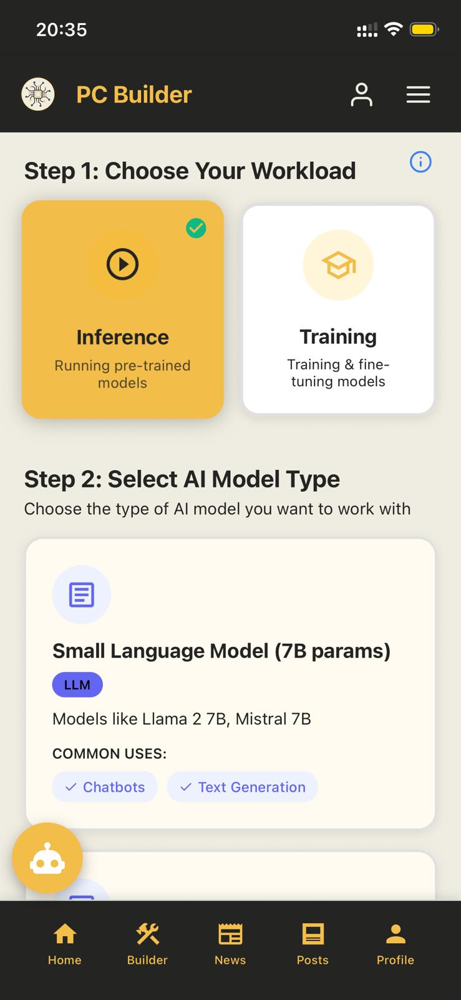 20:35
PC Builder
Step 1: Choose Your Workload
Inference
Running pre-trained
models
Training
Training & fine-
tuning models
Step 2: Select AI Model Type
Choose the type of AI model you want to work with
Small Language Model (7B params)
LLM
Models like Llama 2 7B, Mistral 7B
COMMON USES:
Chatbots
Text Generation
Home
Builder
News
Posts
Profile